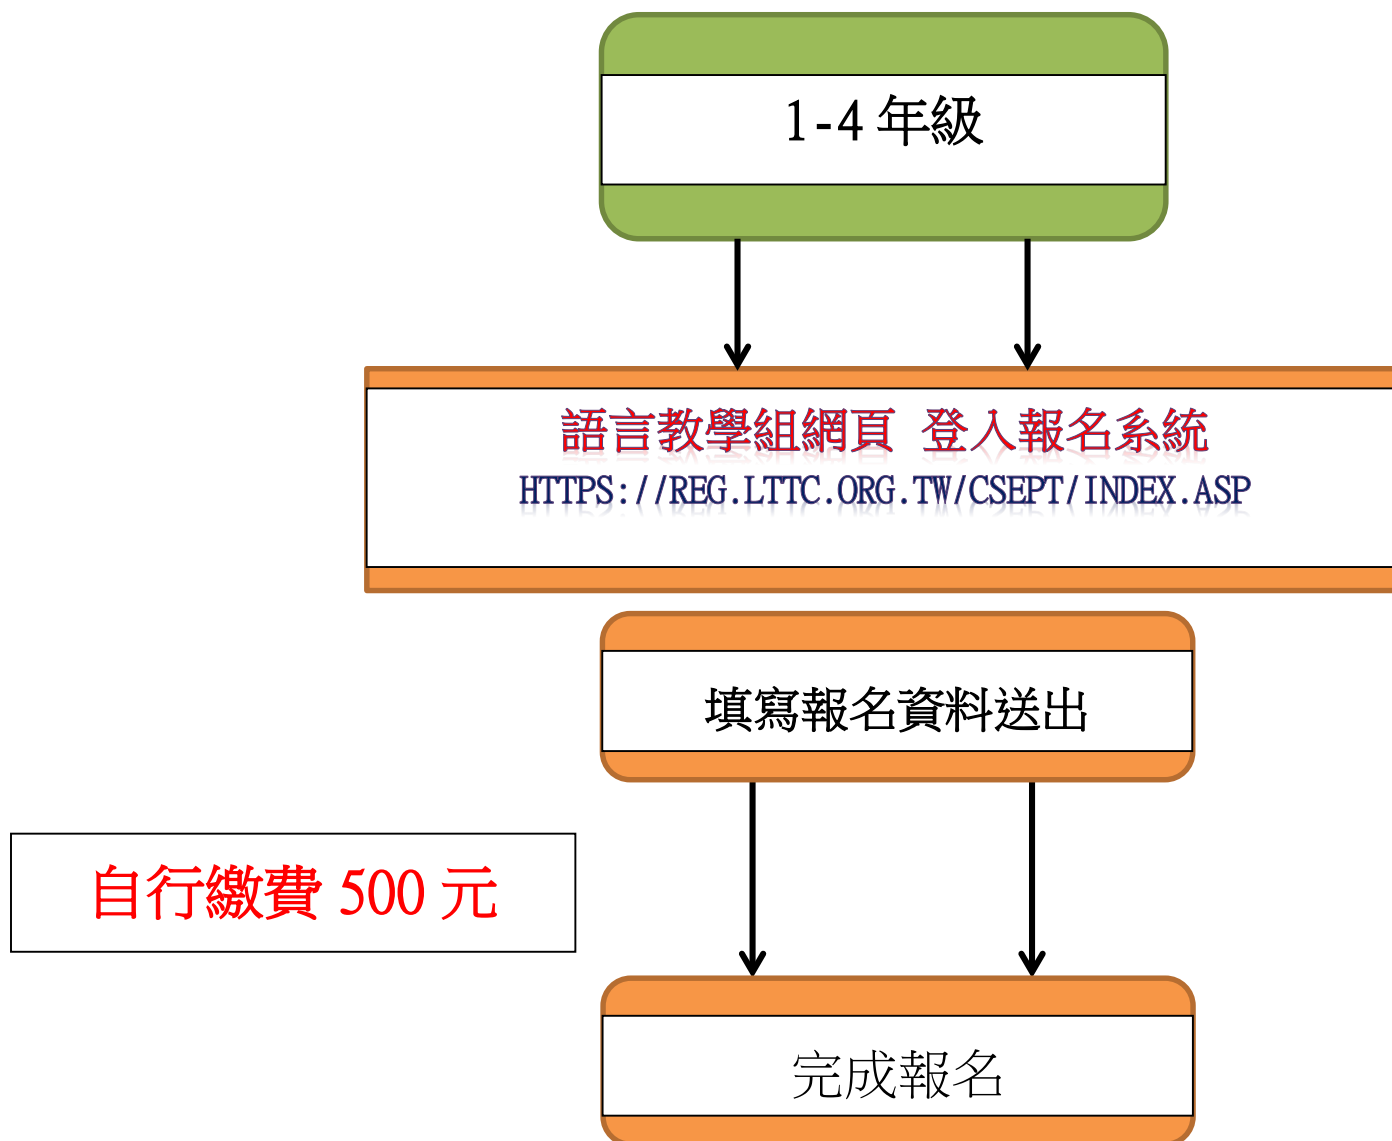 1-4 年級
語言教學組網頁 登入報名系統
HTTPS://REG.LTTC.ORG.TW/CSEPT/INDEX.ASP
填寫報名資料送出
自行繳費 500 元
完成報名